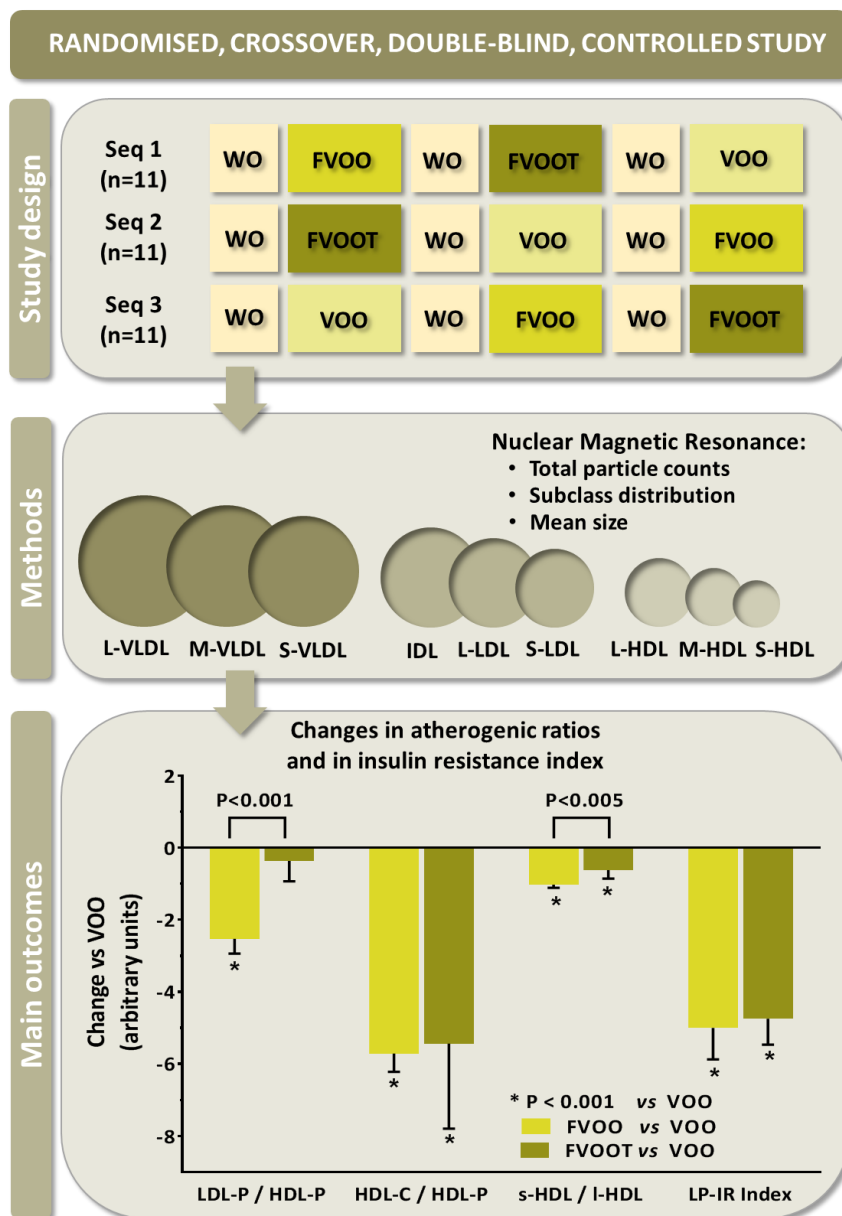 RANDOMISED, CROSSOVER, DOUBLE-BLIND, CONTROLLED STUDY
Study design
Seq 1
(n=11)
WO FVOO WO FVOOT WO VOO
Seq 2
(n=11)
WO FVOOT WO VOO WO FVOO
Seq 3
(n=11)
WO VOO WO FVOO WO FVOOT
Methods
Nuclear Magnetic Resonance:
• Total particle counts
• Subclass distribution
• Mean size
L-VLDL M-VLDL S-VLDL IDL L-LDL S-LDL L-HDL M-HDL S-HDL
Main outcomes
Changes in atherogenic ratios
and in insulin resistance index
Change vs VOO
(arbitrary units)
2
0
-2
-4
-6
-8
P<0.001
P<0.005
*
*
*
*
*
*
*
* P < 0.001 vs VOO
FVOO vs VOO
FVOOT vs VOO
LDL-P / HDL-P HDL-C / HDL-P s-HDL / l-HDL LP-IR Index